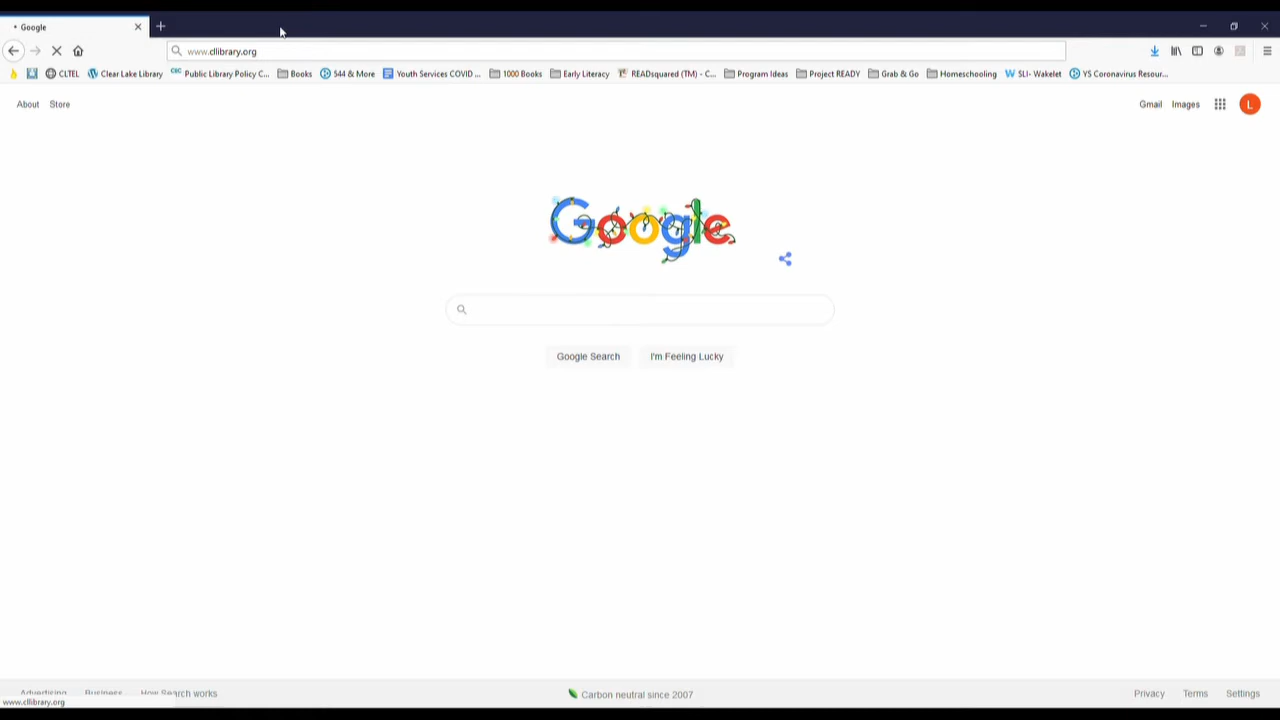 Google
www.cllibrary.org
CLTEL Clear Lake Library CDC Public Library Policy C... Books 544 & More Youth Services COVID ... 1000 Books Early Literacy READsquared (TM) - C... Program Ideas Project READY Grab & Go Homeschooling SLI- Wakelet YS Coronavirus Resour...
About Store Gmail Images L
Google
Google Search I'm Feeling Lucky
Advertising Business How Search works Carbon neutral since 2007 Privacy Terms Settings
www.cllibrary.org